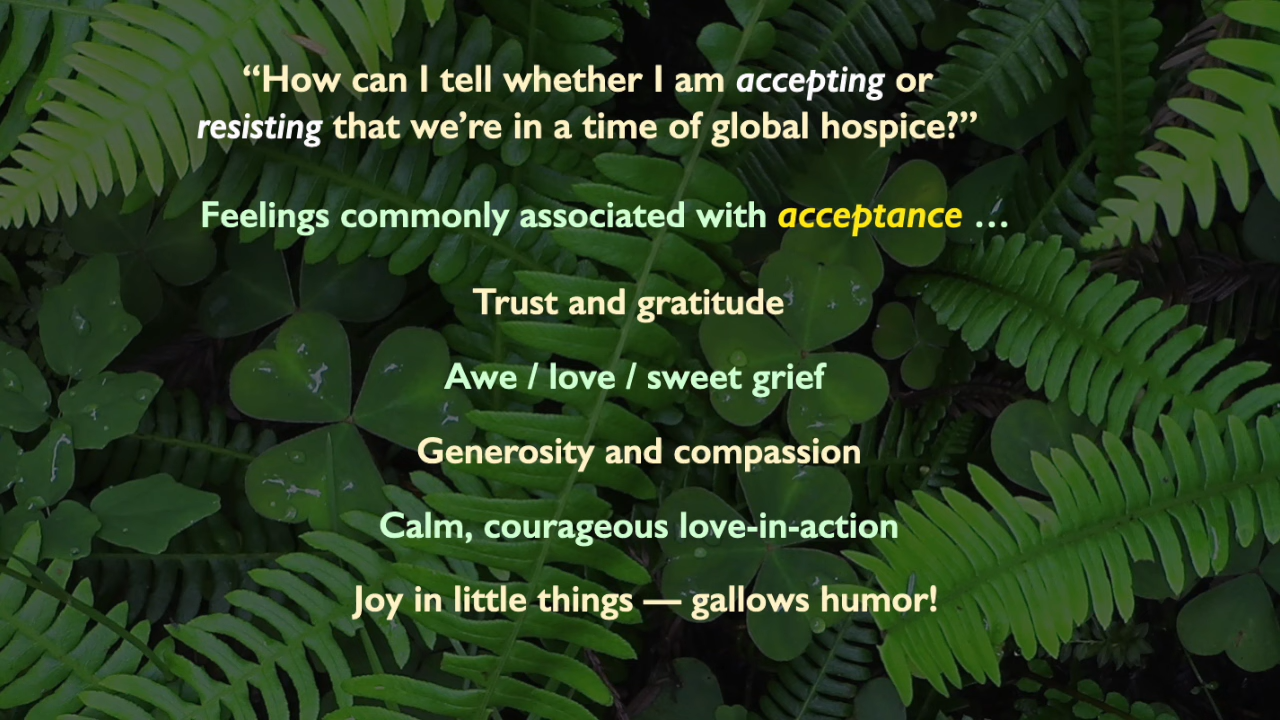 “How can I tell whether I am accepting or
resisting that we’re in a time of global hospice?”
Feelings commonly associated with acceptance …
Trust and gratitude
Awe / love / sweet grief
Generosity and compassion
Calm, courageous love-in-action
Joy in little things — gallows humor!